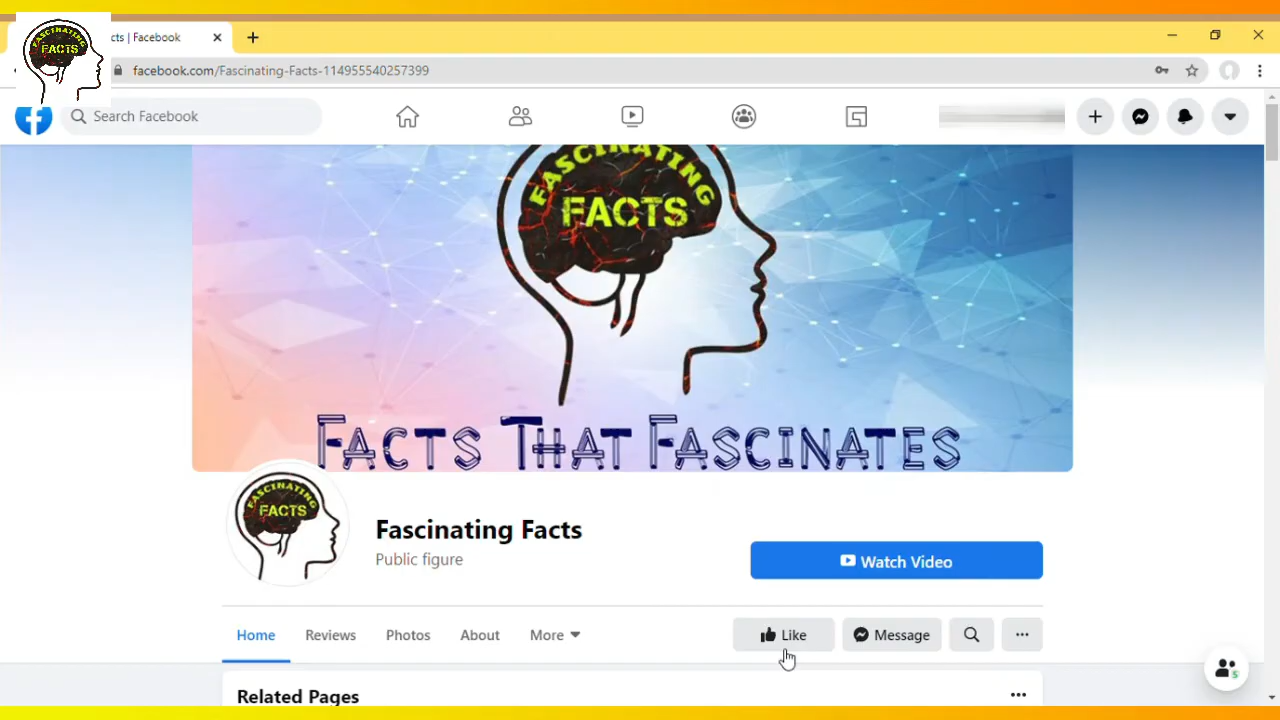 FASCINATING
FACTS
cts | Facebook
facebook.com/Fascinating-Facts-114955540257399
Search Facebook
FASCINATING
FACTS
FACTS THAT FASCINATES
FASCINATING
FACTS
Fascinating Facts
Public figure
Watch Video
Home Reviews Photos About More
Like Message
Related Pages